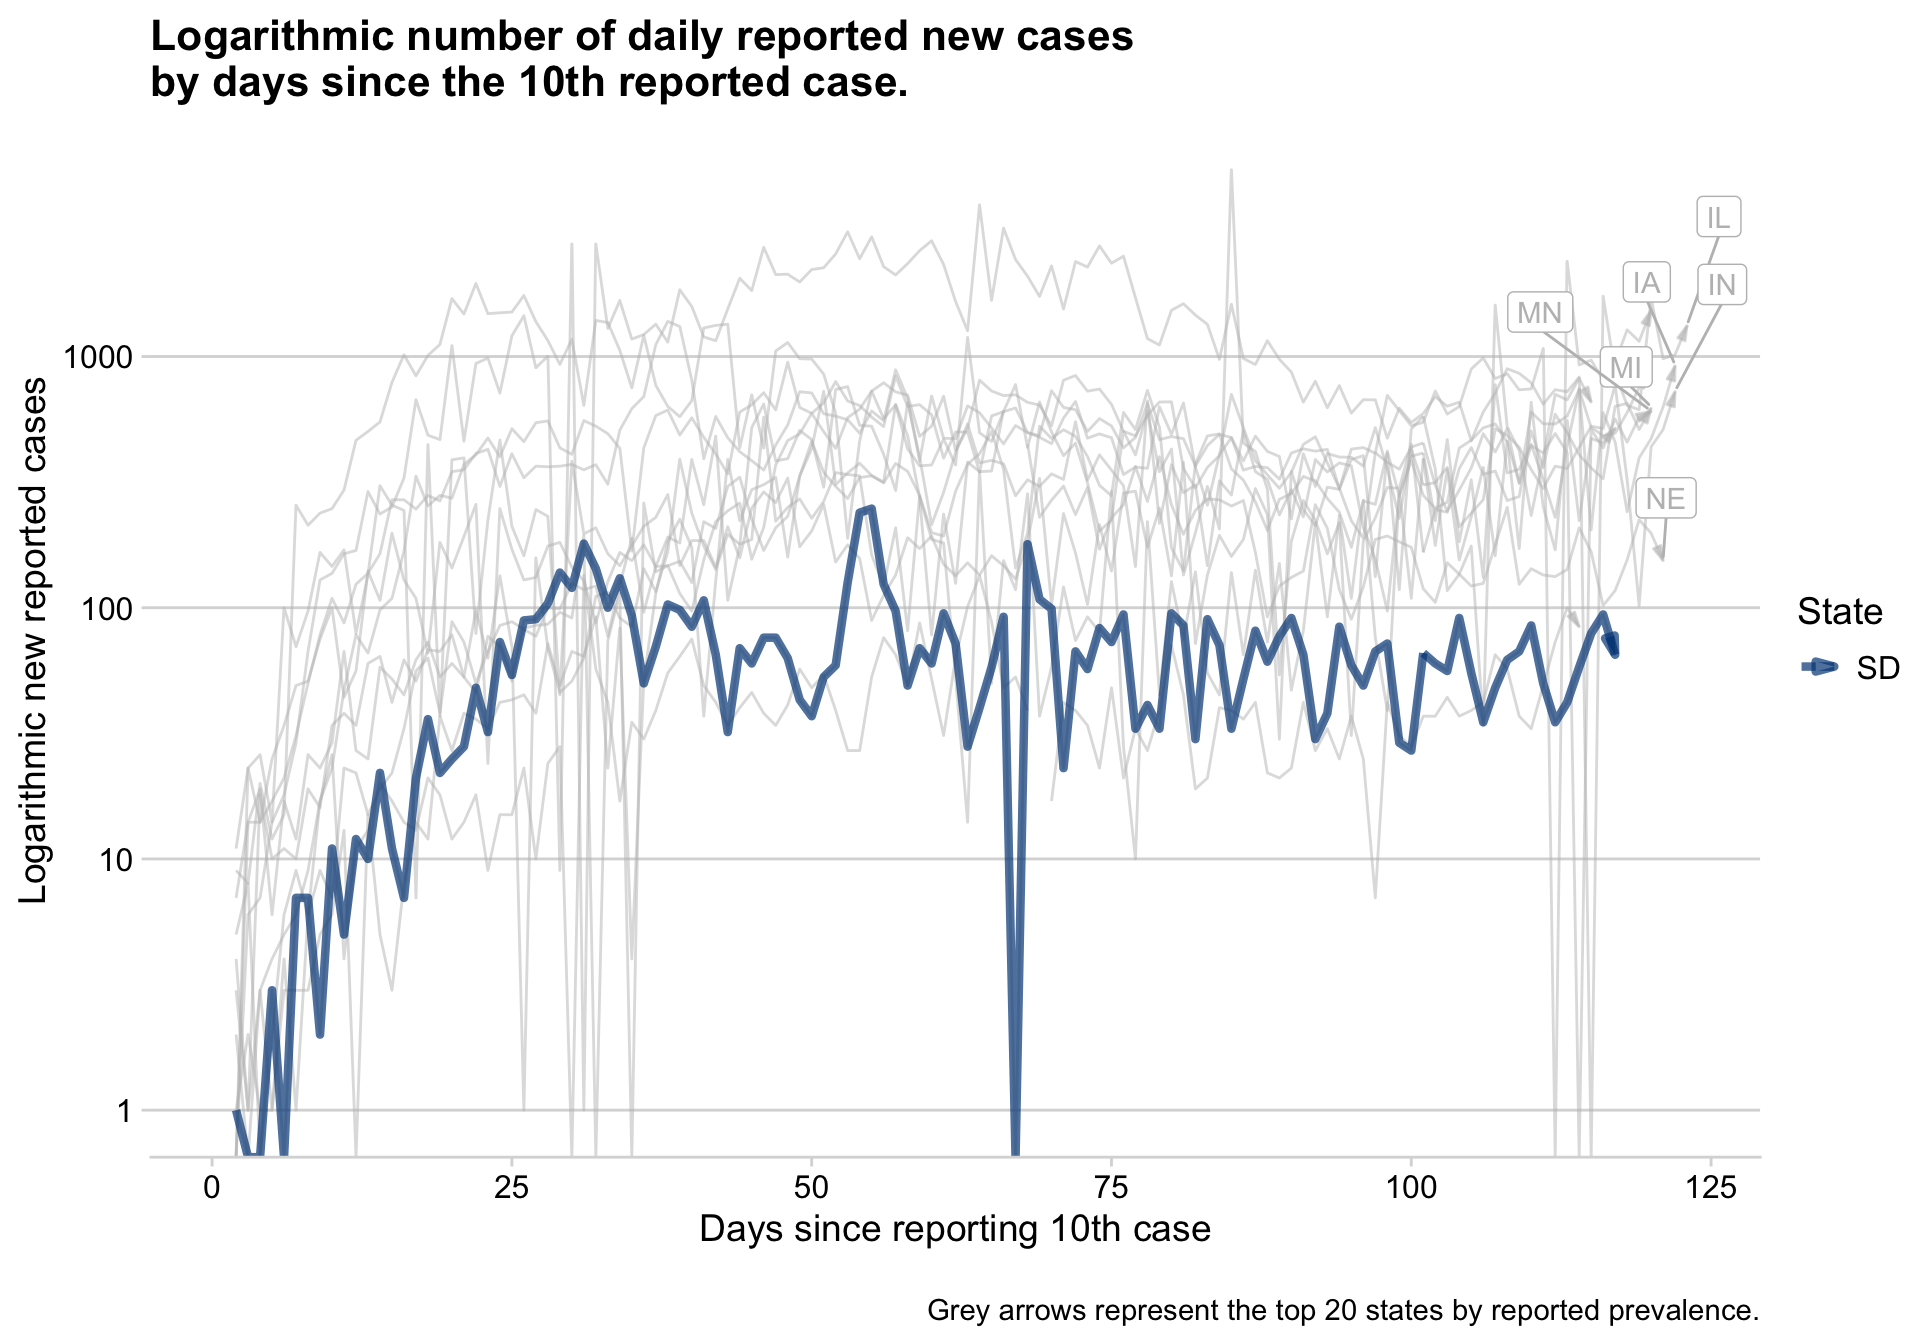 Logarithmic number of daily reported new cases
by days since the 10th reported case.
Logarithmic new reported cases
1000
100
10
1
IL
IA
IN
MN
MI
NE
State
SD
0
25
50
75
100
125
Days since reporting 10th case
Grey arrows represent the top 20 states by reported prevalence.